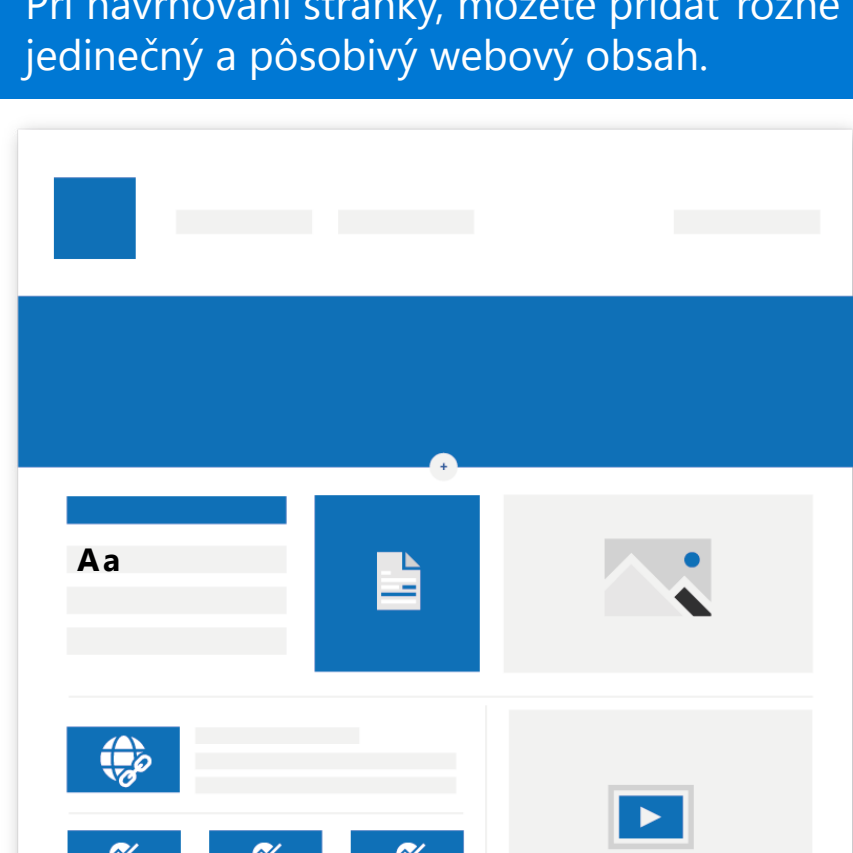 Pri navrhovaní stránky, môžete pridať rôzne
jedinečný a pôsobivý webový obsah.
+
Aa